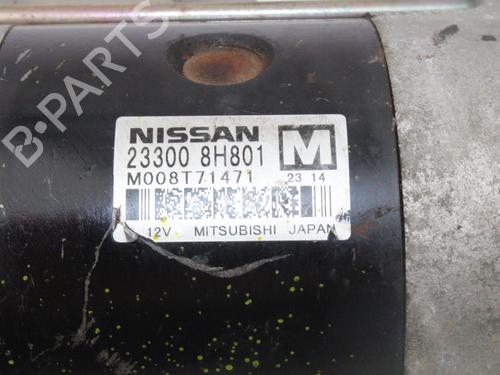 NISSAN
23300 8H801 M
M008T71471 23 14
12V MITSUBISHI JAPAN
B-PARTS